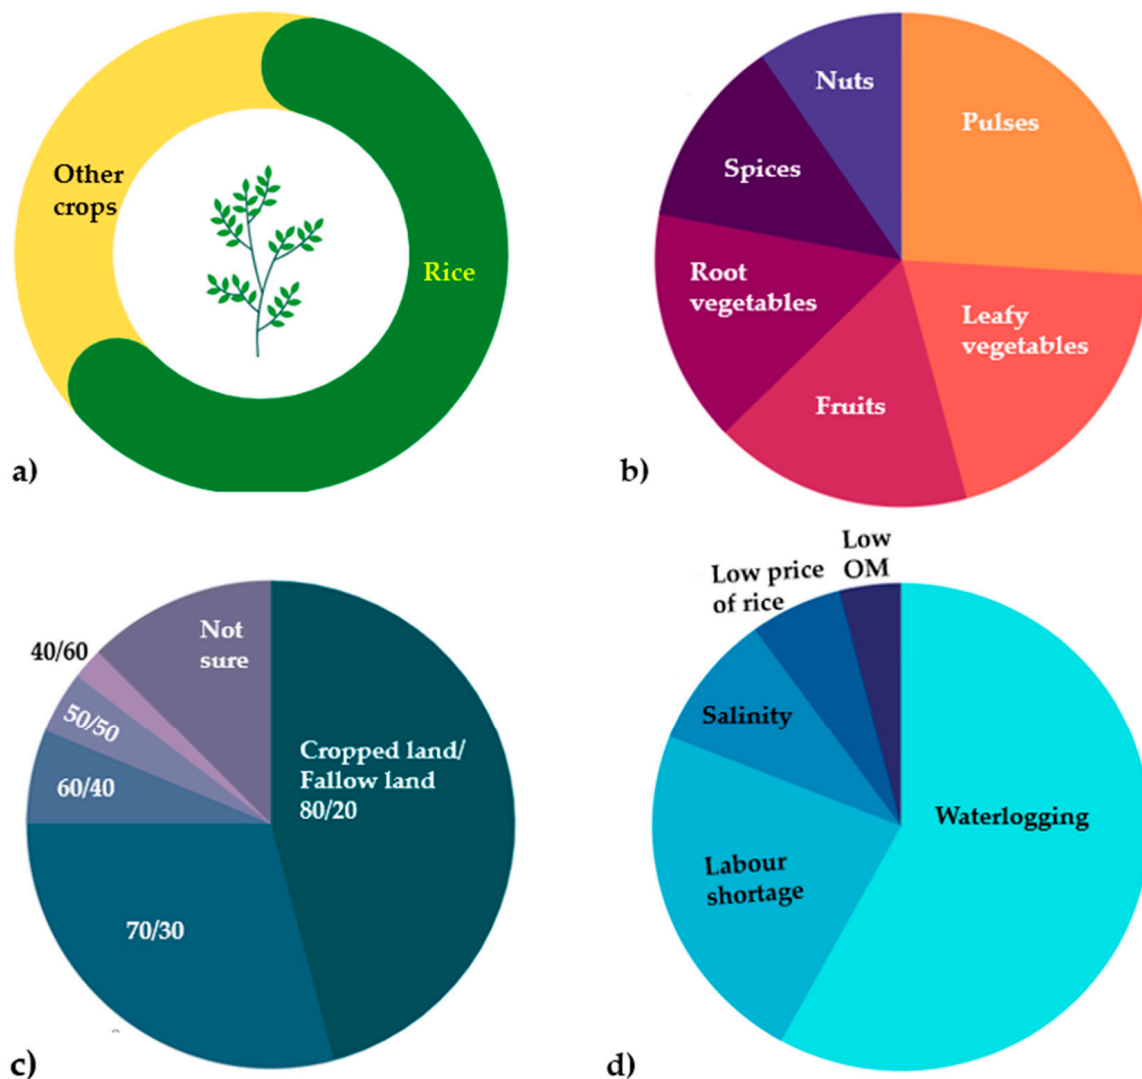 Other
crops
Rice
a)
Nuts
Pulses
Spices
Root
vegetables
Leafy
vegetables
Fruits
b)
Not
sure
40/60
50/50
60/40
Cropped land/
Fallow land
80/20
70/30
c)
Low
OM
Low price
of rice
Salinity
Waterlogging
Labour
shortage
d)